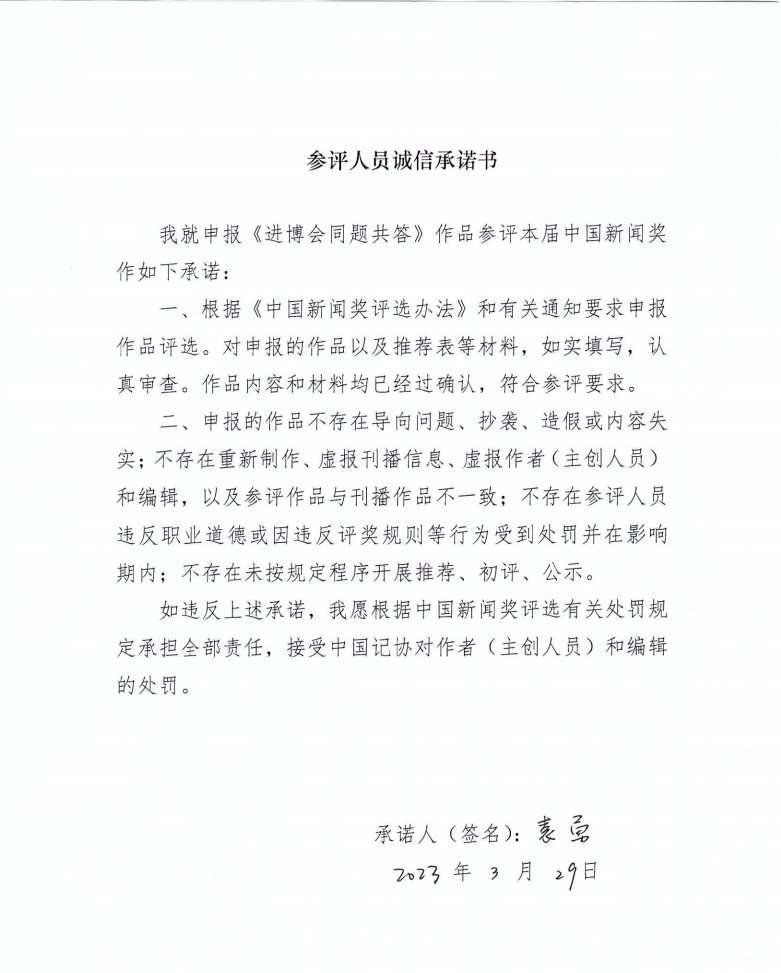 参评人员诚信承诺书
我就申报《进博会同题共答》作品参评本届中国新闻奖
作如下承诺：
一、根据《中国新闻奖评选办法》和有关通知要求申报
作品评选。对申报的作品以及推荐表等材料，如实填写，认
真审查。作品内容和材料均已经过确认，符合参评要求。
二、申报的作品不存在导向问题、抄袭、造假或内容失
实；不存在重新制作、虚报刊播信息、虚报作者（主创人员）
和编辑，以及参评作品与刊播作品不一致；不存在参评人员
违反职业道德或因违反评奖规则等行为受到处罚并在影响
期内；不存在未按规定程序开展推荐、初评、公示。
如违反上述承诺，我愿根据中国新闻奖评选有关处罚规
定承担全部责任，接受中国记协对作者（主创人员）和编辑
的处罚。
承诺人（签名）：袁勇
2023 年 3 月 29日